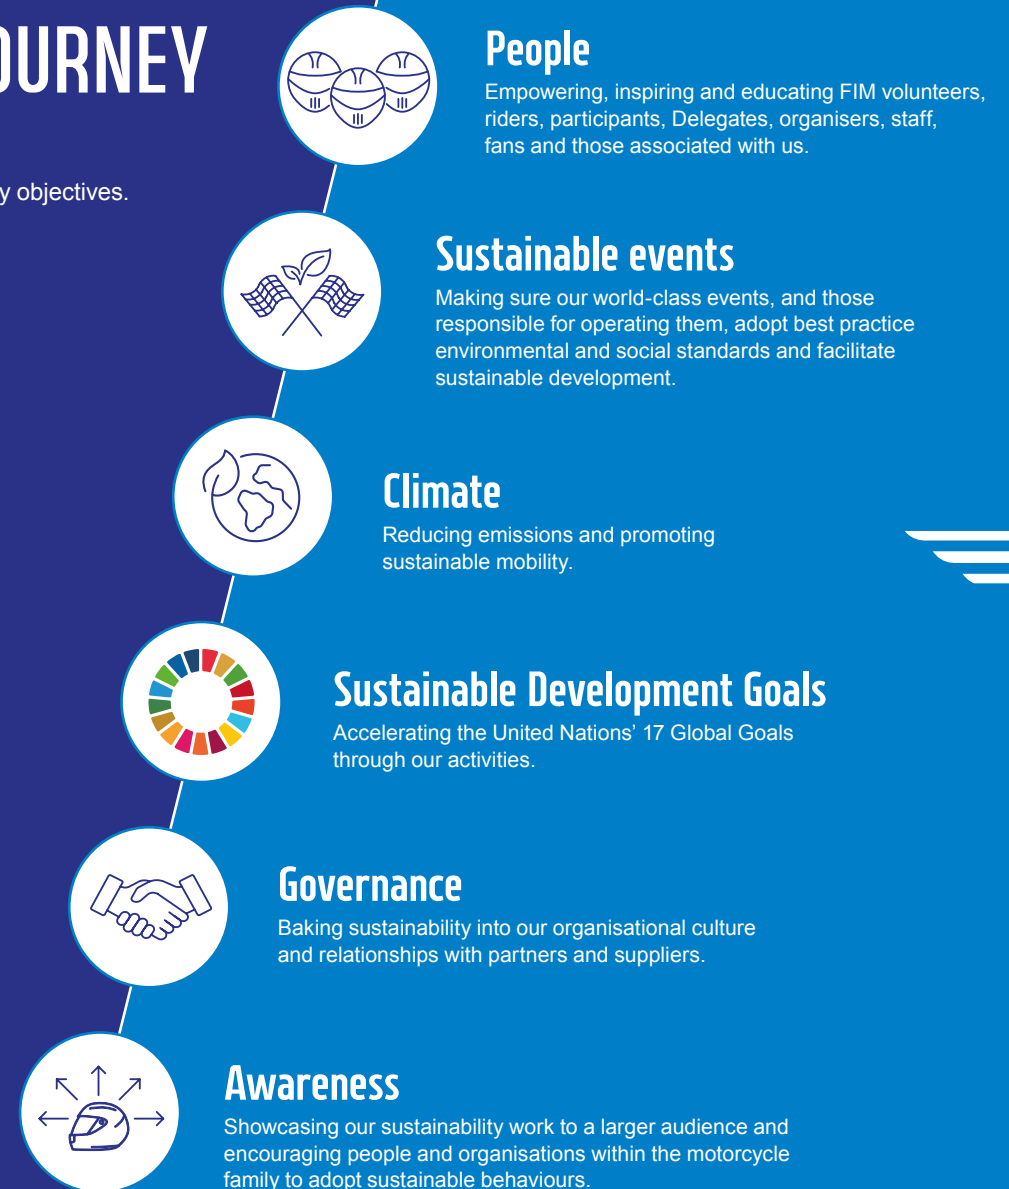 OURNEY
y objectives.
People
Empowering, inspiring and educating FIM volunteers,
riders, participants, Delegates, organisers, staff,
fans and those associated with us.
Sustainable events
Making sure our world-class events, and those
responsible for operating them, adopt best practice
environmental and social standards and facilitate
sustainable development.
Climate
Reducing emissions and promoting
sustainable mobility.
Sustainable Development Goals
Accelerating the United Nations’ 17 Global Goals
through our activities.
Governance
Baking sustainability into our organisational culture
and relationships with partners and suppliers.
Awareness
Showcasing our sustainability work to a larger audience and
encouraging people and organisations within the motorcycle
family to adopt sustainable behaviours.